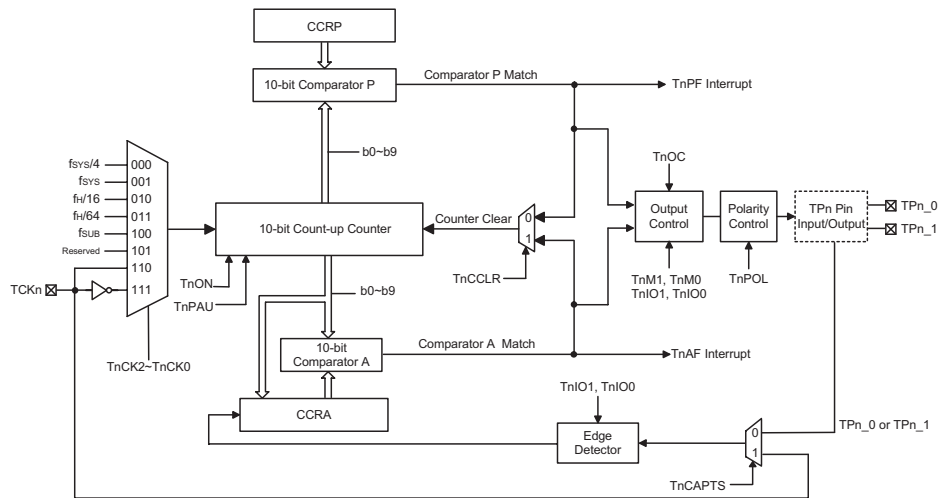 CCRP
10-bit Comparator P
Comparator P Match
TnPF Interrupt
b0~b9
TnOC
fSYS/4
000
fSYS
001
fH/16
010
fH/64
011
fSUB
100
Reserved
101
110
111
TCKn
TnCK2~TnCK0
10-bit Count-up Counter
Counter Clear
0
1
TnCCLR
Output
Control
Polarity
Control
TPn Pin
Input/Output
TPn_0
TPn_1
TnON
TnPAU
TnM1, TnM0
TnIO1, TnIO0
TnPOL
b0~b9
10-bit
Comparator A
Comparator A Match
TnAF Interrupt
CCRA
TnIO1, TnIO0
Edge
Detector
0
1
TPn_0 or TPn_1
TnCAPTS